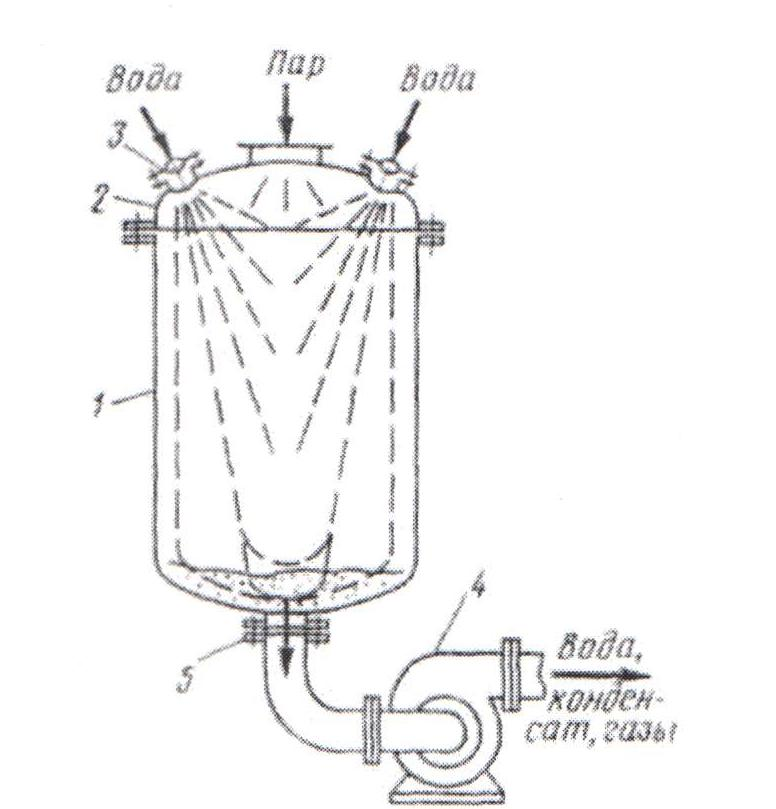 Вода
Пар
Вода
3
2
1
4
5
Вода,
конден-
сат, газы